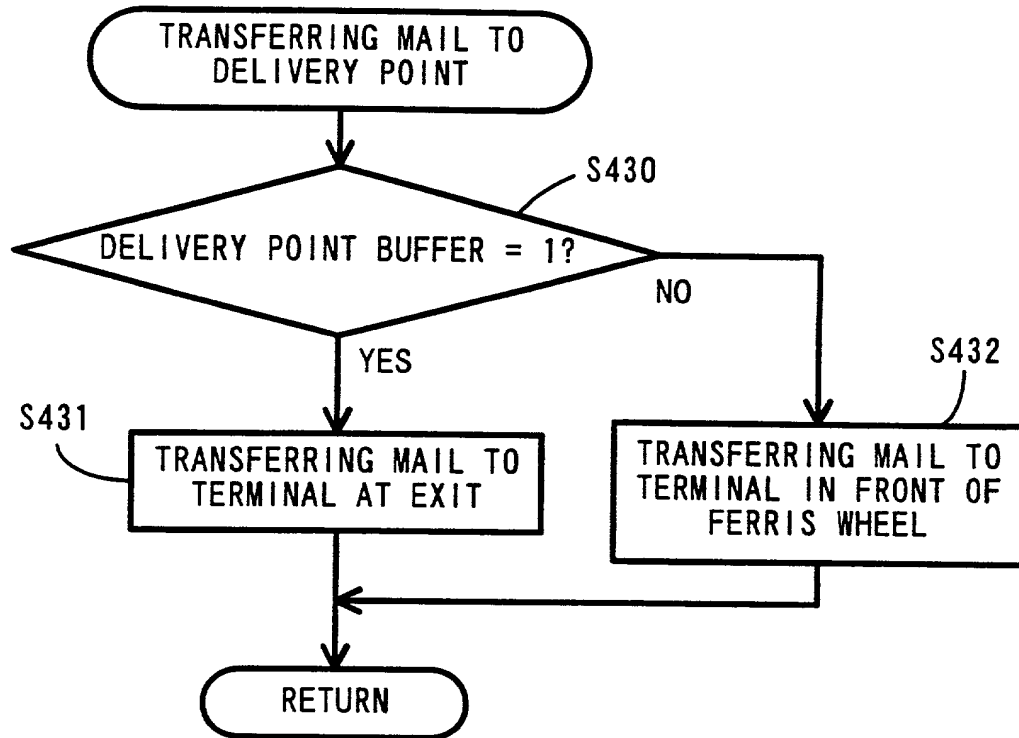 TRANSFERRING MAIL TO
DELIVERY POINT
S430
DELIVERY POINT BUFFER = 1?
NO
YES
S432
S431
TRANSFERRING MAIL TO
TERMINAL AT EXIT
TRANSFERRING MAIL TO
TERMINAL IN FRONT OF
FERRIS WHEEL
RETURN